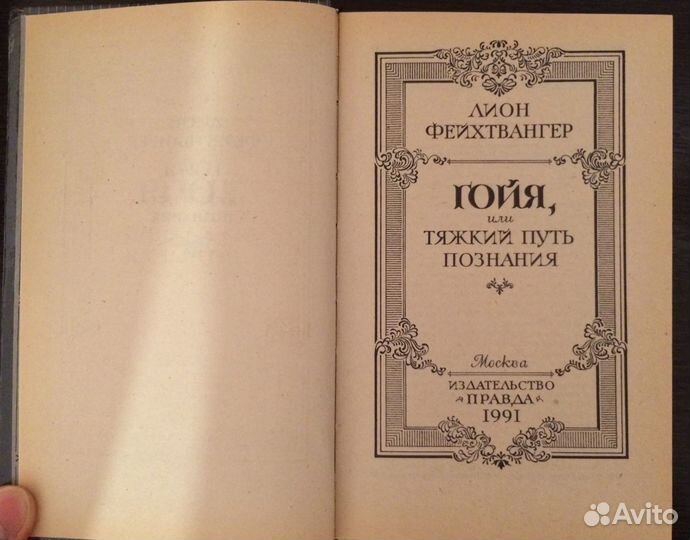 ЛИОН
ФЕЙХТВАНГЕР
ГОЙЯ,
или
ТЯЖКИЙ ПУТЬ
ПОЗНАНИЯ
Москва
ИЗДАТЕЛЬСТВО
ПРАВДА
1991
Avito